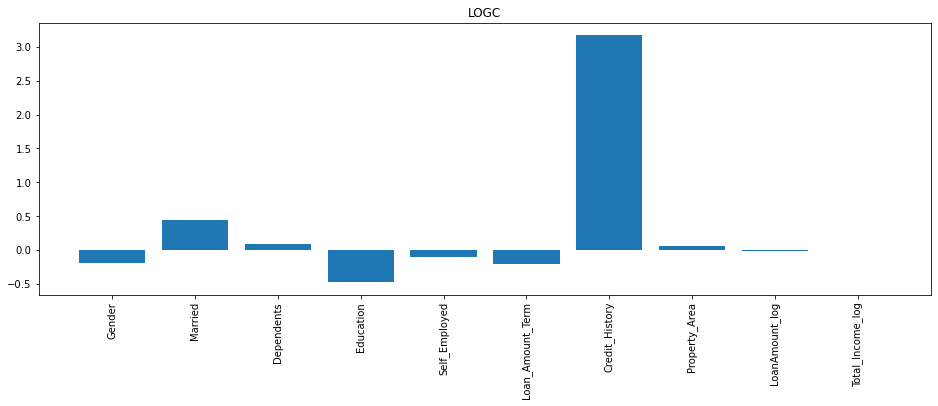 LOGC
3.0
2.5
2.0
1.5
1.0
0.5
0.0
−0.5
Gender
Married
Dependents
Education
Self_Employed
Loan_Amount_Term
Credit_History
Property_Area
LoanAmount_log
Total_Income_log